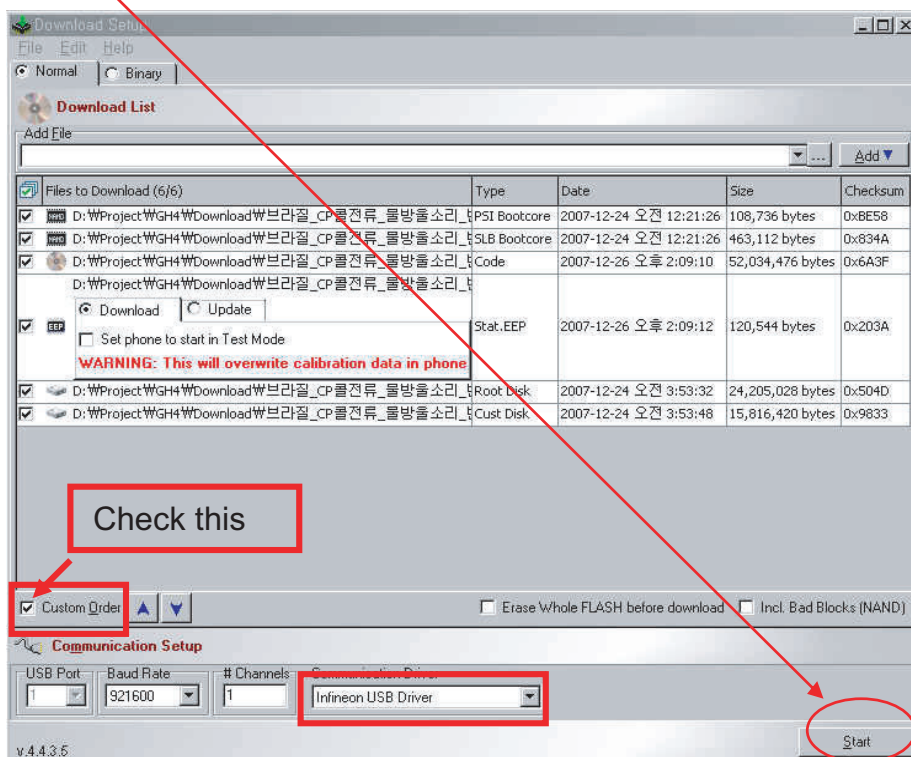 Download Setup
File Edit Help
Normal Binary
Download List
Add File
... Add
Files to Download (6/6) Type Date Size Checksum
D:₩Project₩GH4₩Download₩브라질_CP콜전류_물방울소리_ PSI Bootcore 2007-12-24 오전 12:21:26 108,736 bytes 0xBE58
D:₩Project₩GH4₩Download₩브라질_CP콜전류_물방울소리_ SLB Bootcore 2007-12-24 오전 12:21:26 463,112 bytes 0x834A
D:₩Project₩GH4₩Download₩브라질_CP콜전류_물방울소리_ Code 2007-12-26 오후 2:09:10 52,034,476 bytes 0x6A3F
D:₩Project₩GH4₩Download₩브라질_CP콜전류_물방울소리_
Download Update
EEP Stat.EEP 2007-12-26 오후 2:09:12 120,544 bytes 0x203A
Set phone to start in Test Mode
WARNING: This will overwrite calibration data in phone
D:₩Project₩GH4₩Download₩브라질_CP콜전류_물방울소리_ Root Disk 2007-12-24 오전 3:53:32 24,205,028 bytes 0x504D
D:₩Project₩GH4₩Download₩브라질_CP콜전류_물방울소리_ Cust Disk 2007-12-24 오전 3:53:48 15,816,420 bytes 0x9833
Check this
Custom Order Erase Whole FLASH before download Incl. Bad Blocks (NAND)
Communication Setup
USB Port Baud Rate # Channels Communication Driver
1 921600 1 Infineon USB Driver
v.4.4.3.5 Start